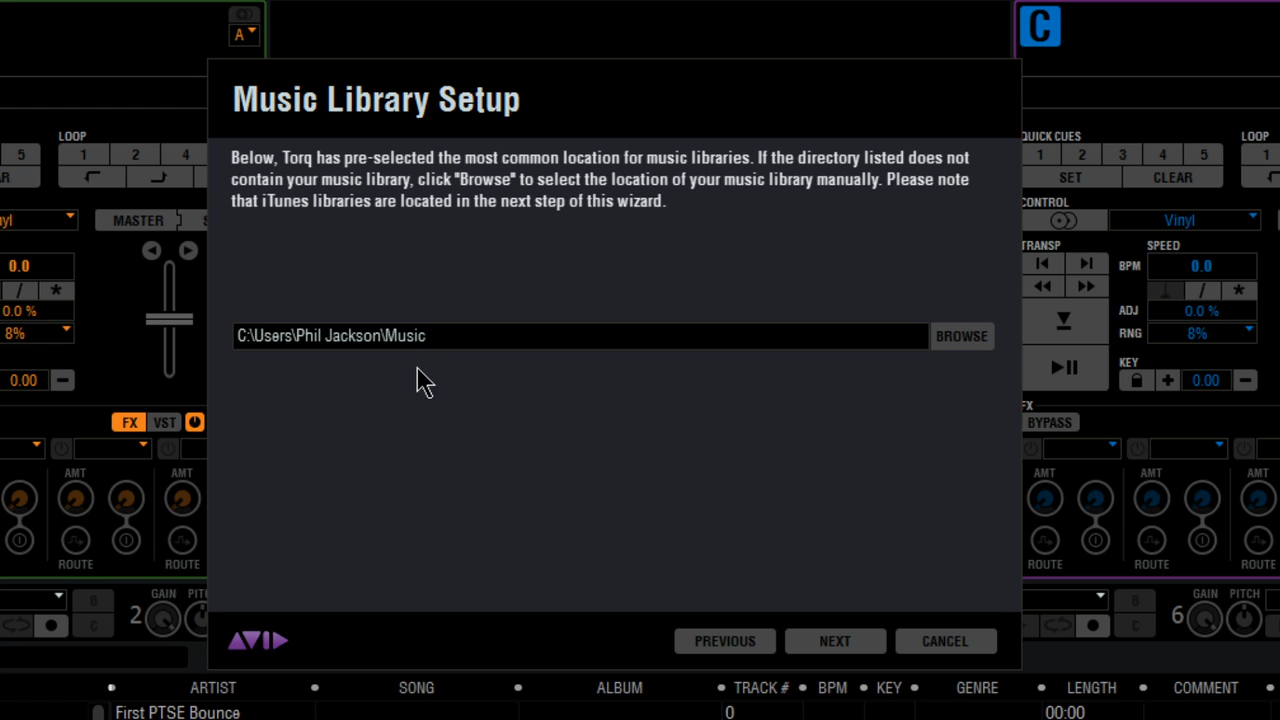 A
C
Music Library Setup
LOOP
5
1
2
4
Below, Torq has pre-selected the most common location for music libraries. If the directory listed does not
contain your music library, click "Browse" to select the location of your music library manually. Please note
that iTunes libraries are located in the next step of this wizard.
QUICK CUES
LOOP
1
2
3
4
5
1
SET
CLEAR
MASTER
CONTROL
Vinyl
TRANSP
SPEED
0.0
BPM
0.0
/
*
/
*
0.0 %
ADJ
0.0 %
8%
RNG
8%
C:\Users\Phil Jackson\Music
BROWSE
KEY
0.00
0.00
FX
VST
FX
BYPASS
AMT
AMT
AMT
AMT
ROUTE
ROUTE
ROUTE
ROUTE
ROUTE
B
C
2
GAIN
AVID
PREVIOUS
NEXT
CANCEL
B
C
6
GAIN
PITCH
ARTIST
SONG
ALBUM
TRACK #
BPM
KEY
GENRE
LENGTH
COMMENT
First PTSE Bounce
0
00:00